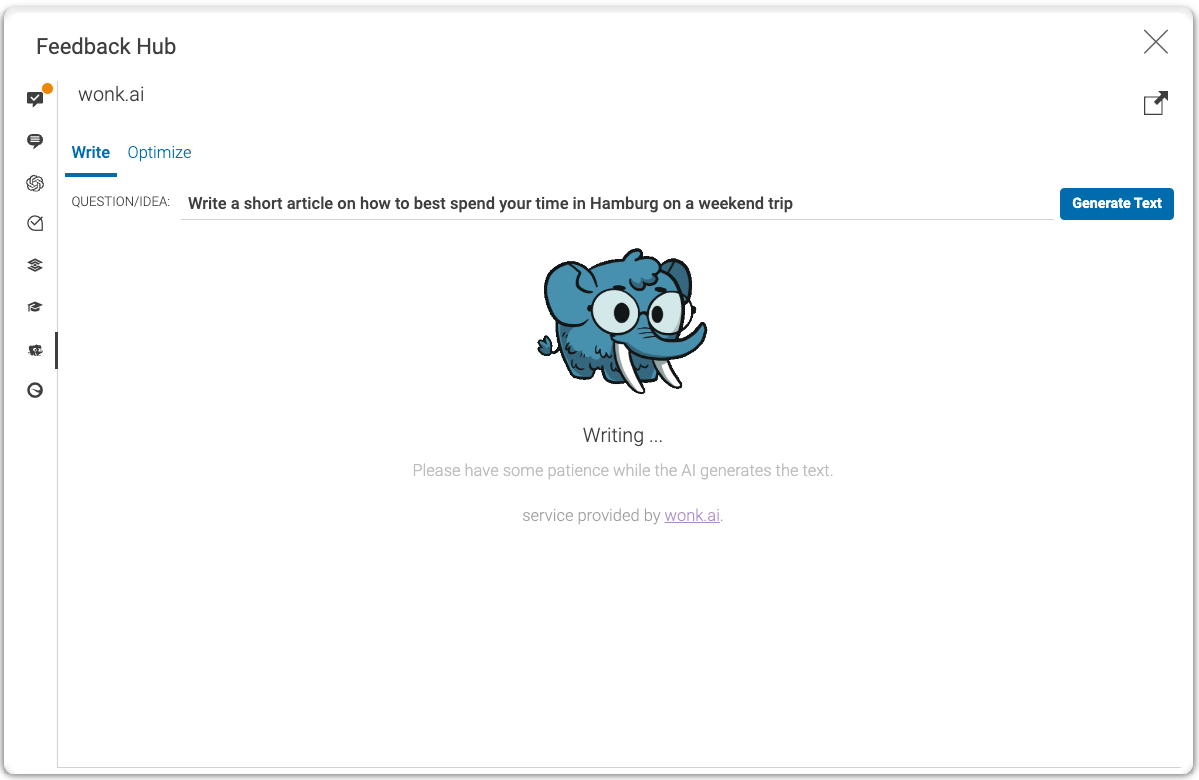 Feedback Hub
wonk.ai
Write Optimize
QUESTION/IDEA: Write a short article on how to best spend your time in Hamburg on a weekend trip Generate Text
Writing ...
Please have some patience while the AI generates the text.
service provided by wonk.ai.